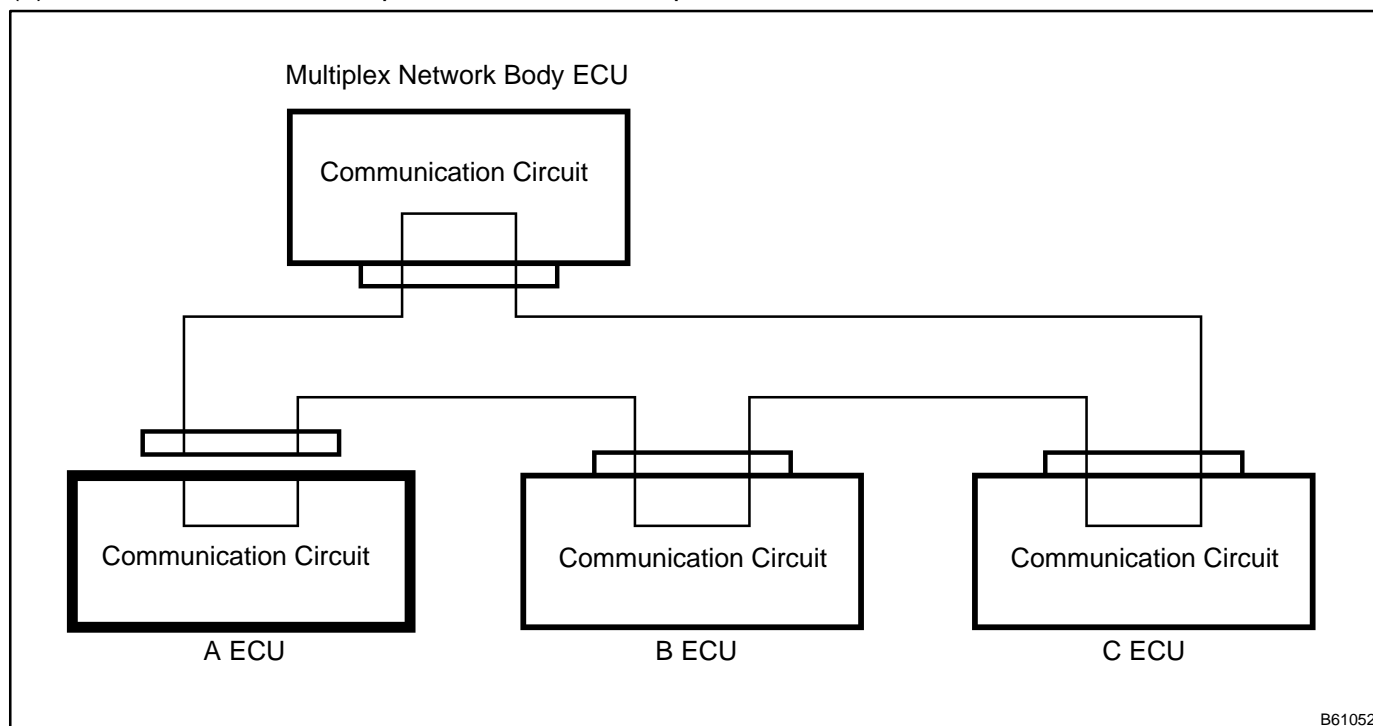 Multiplex Network Body ECU
Communication Circuit
Communication Circuit
Communication Circuit
Communication Circuit
A ECU
B ECU
C ECU
B61052